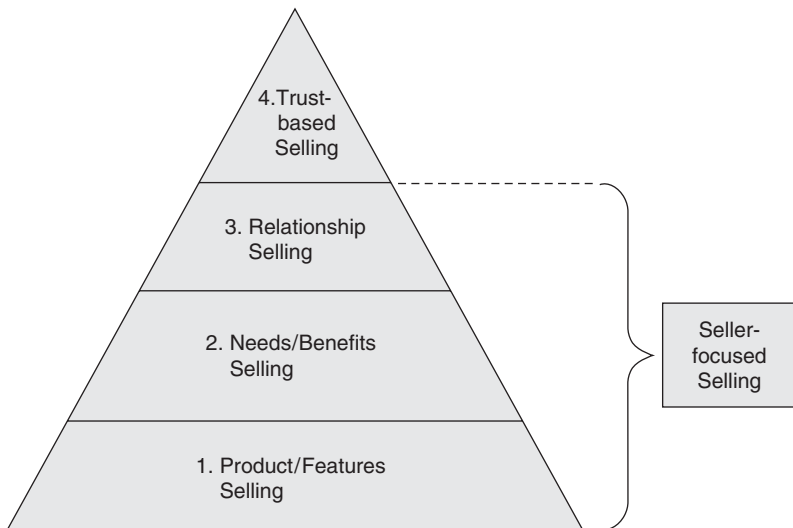 4.Trust-
based
Selling
3. Relationship
Selling
2. Needs/Benefits
Selling
Seller-
focused
Selling
1. Product/Features
Selling